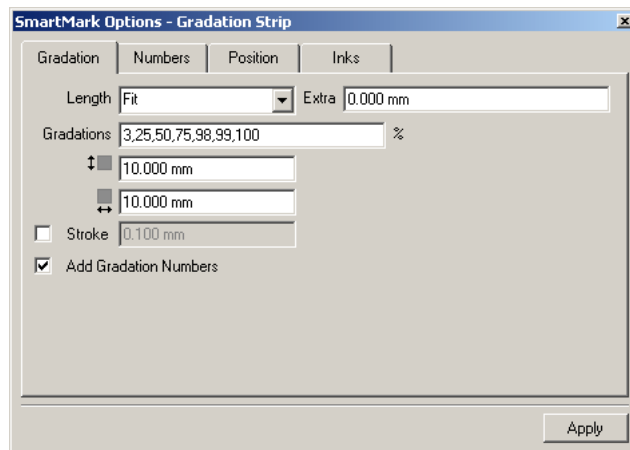 SmartMark Options - Gradation Strip
Gradation Numbers Position Inks
Length Fit Extra 0.000 mm
Gradations 3,25,50,75,98,99,100 %
10.000 mm
10.000 mm
Stroke 0.100 mm
Add Gradation Numbers
Apply